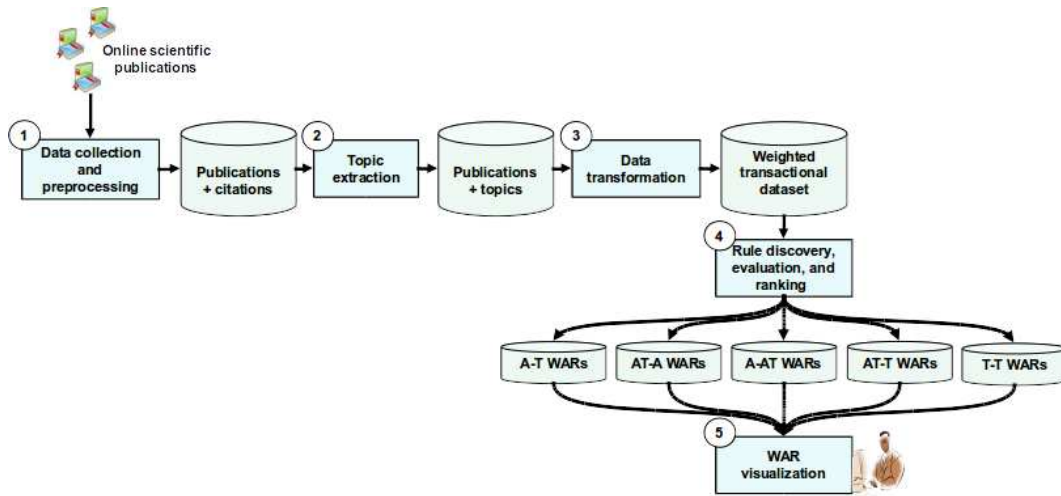 Online scientific
publications
1
Data collection
and
preprocessing
Publications
+ citations
2
Topic
extraction
Publications
+ topics
3
Data
transformation
Weighted
transactional
dataset
4
Rule discovery,
evaluation, and
ranking
A-T WARs
AT-A WARs
A-AT WARs
AT-T WARs
T-T WARs
5
WAR
visualization